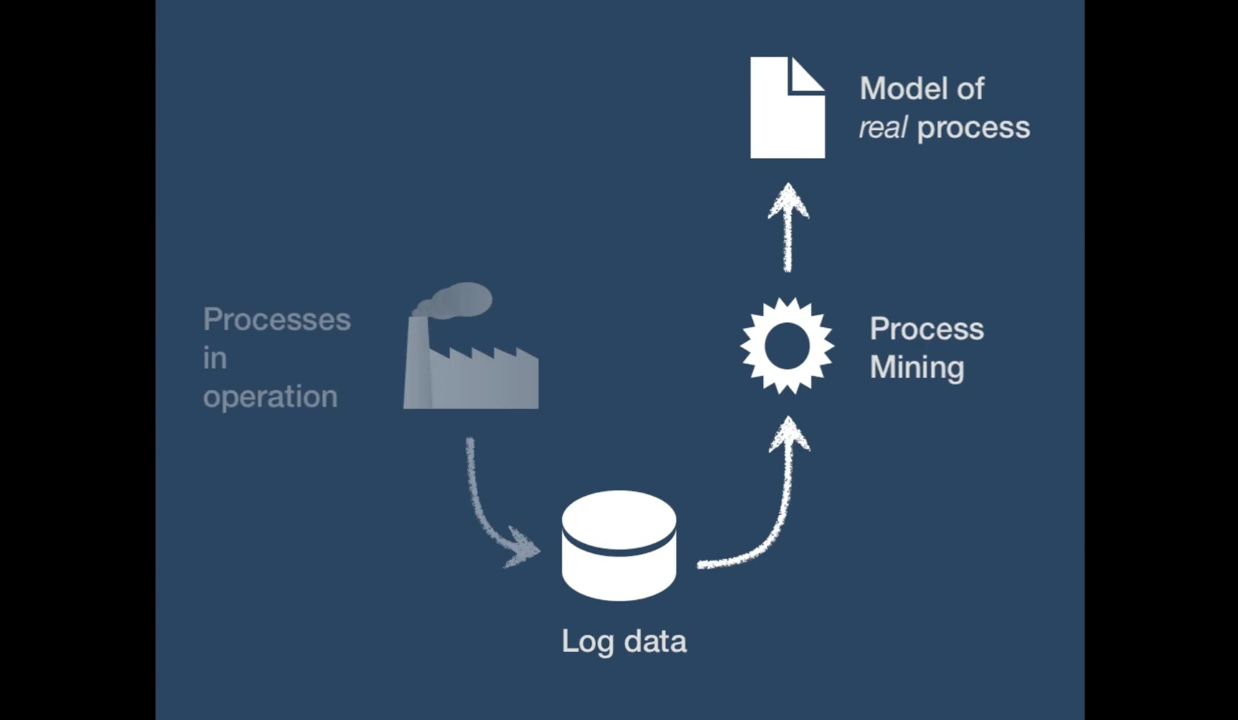 Model of
real process
Processes
in
operation
Process
Mining
Log data